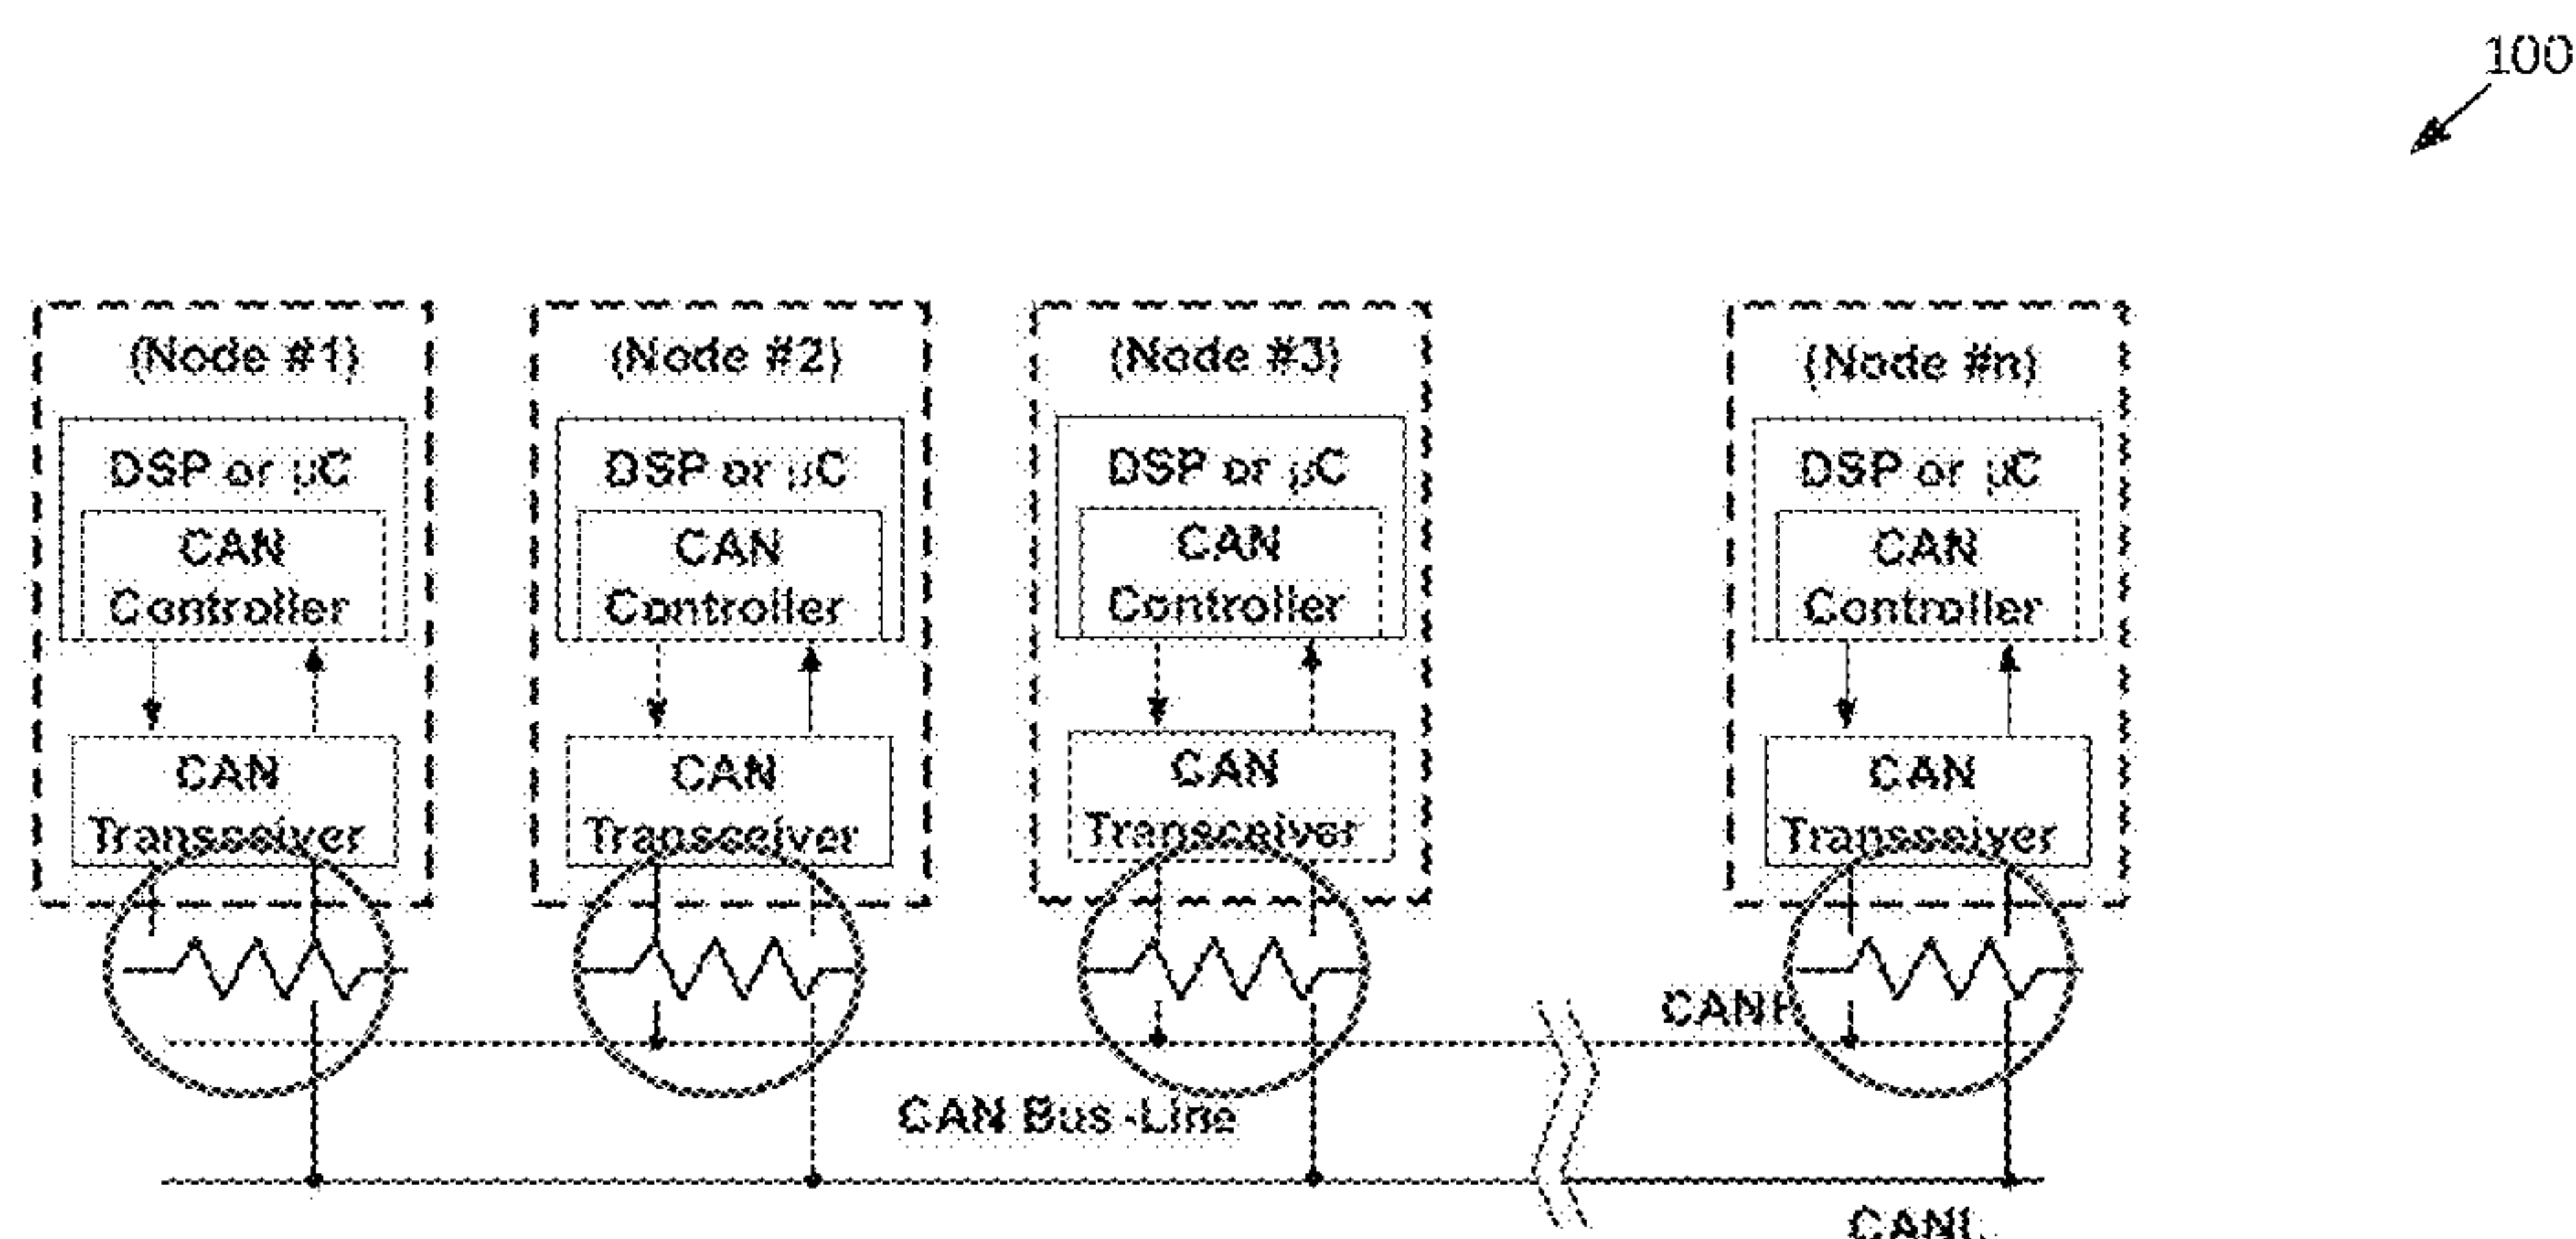 100
(Node #1)
DSP or µC
CAN
Controller
CAN
Transceiver
(Node #2)
DSP or µC
CAN
Controller
CAN
Transceiver
(Node #3)
DSP or µC
CAN
Controller
CAN
Transceiver
(Node #n)
DSP or µC
CAN
Controller
CAN
Transceiver
CANH
CAN Bus-Line
CANL